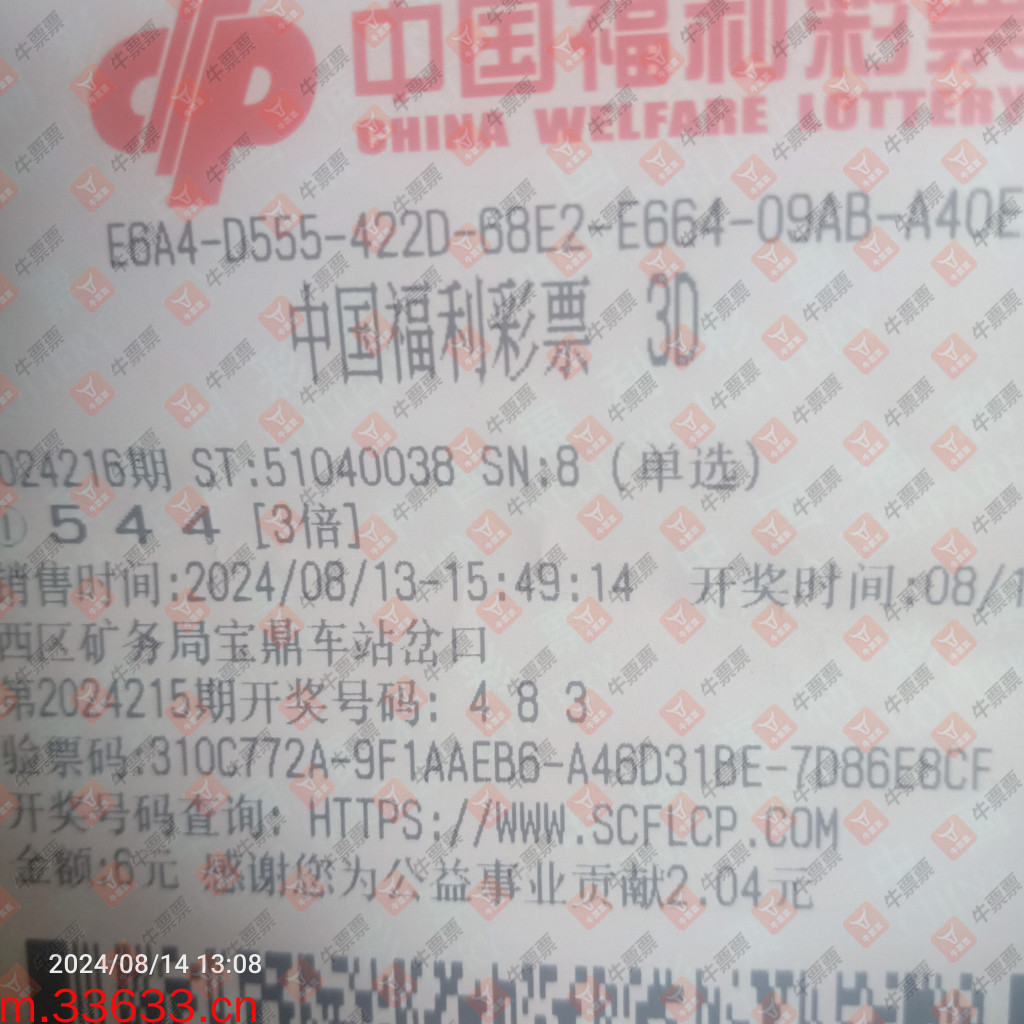 中国福利彩票
CHINA WELFARE LOTTERY
E6A4-D555-422D-68E2-E664-09AB-A40E
中国福利彩票 3D
024216期 ST:51040038 SN:8 (单选)
① 5 4 4 [3倍]
销售时间:2024/08/13-15:49:14 开奖时间:08/1
西区矿务局宝鼎车站岔口
第2024215期开奖号码: 4 8 3
验票码:310C772A-9F1AAEB6-A46D31BE-7D86E8CF
开奖号码查询: HTTPS://WWW.SCFLCP.COM
金额:6元 感谢您为公益事业贡献2.04元
2024/08/14 13:08
m.33633.cn
牛票票